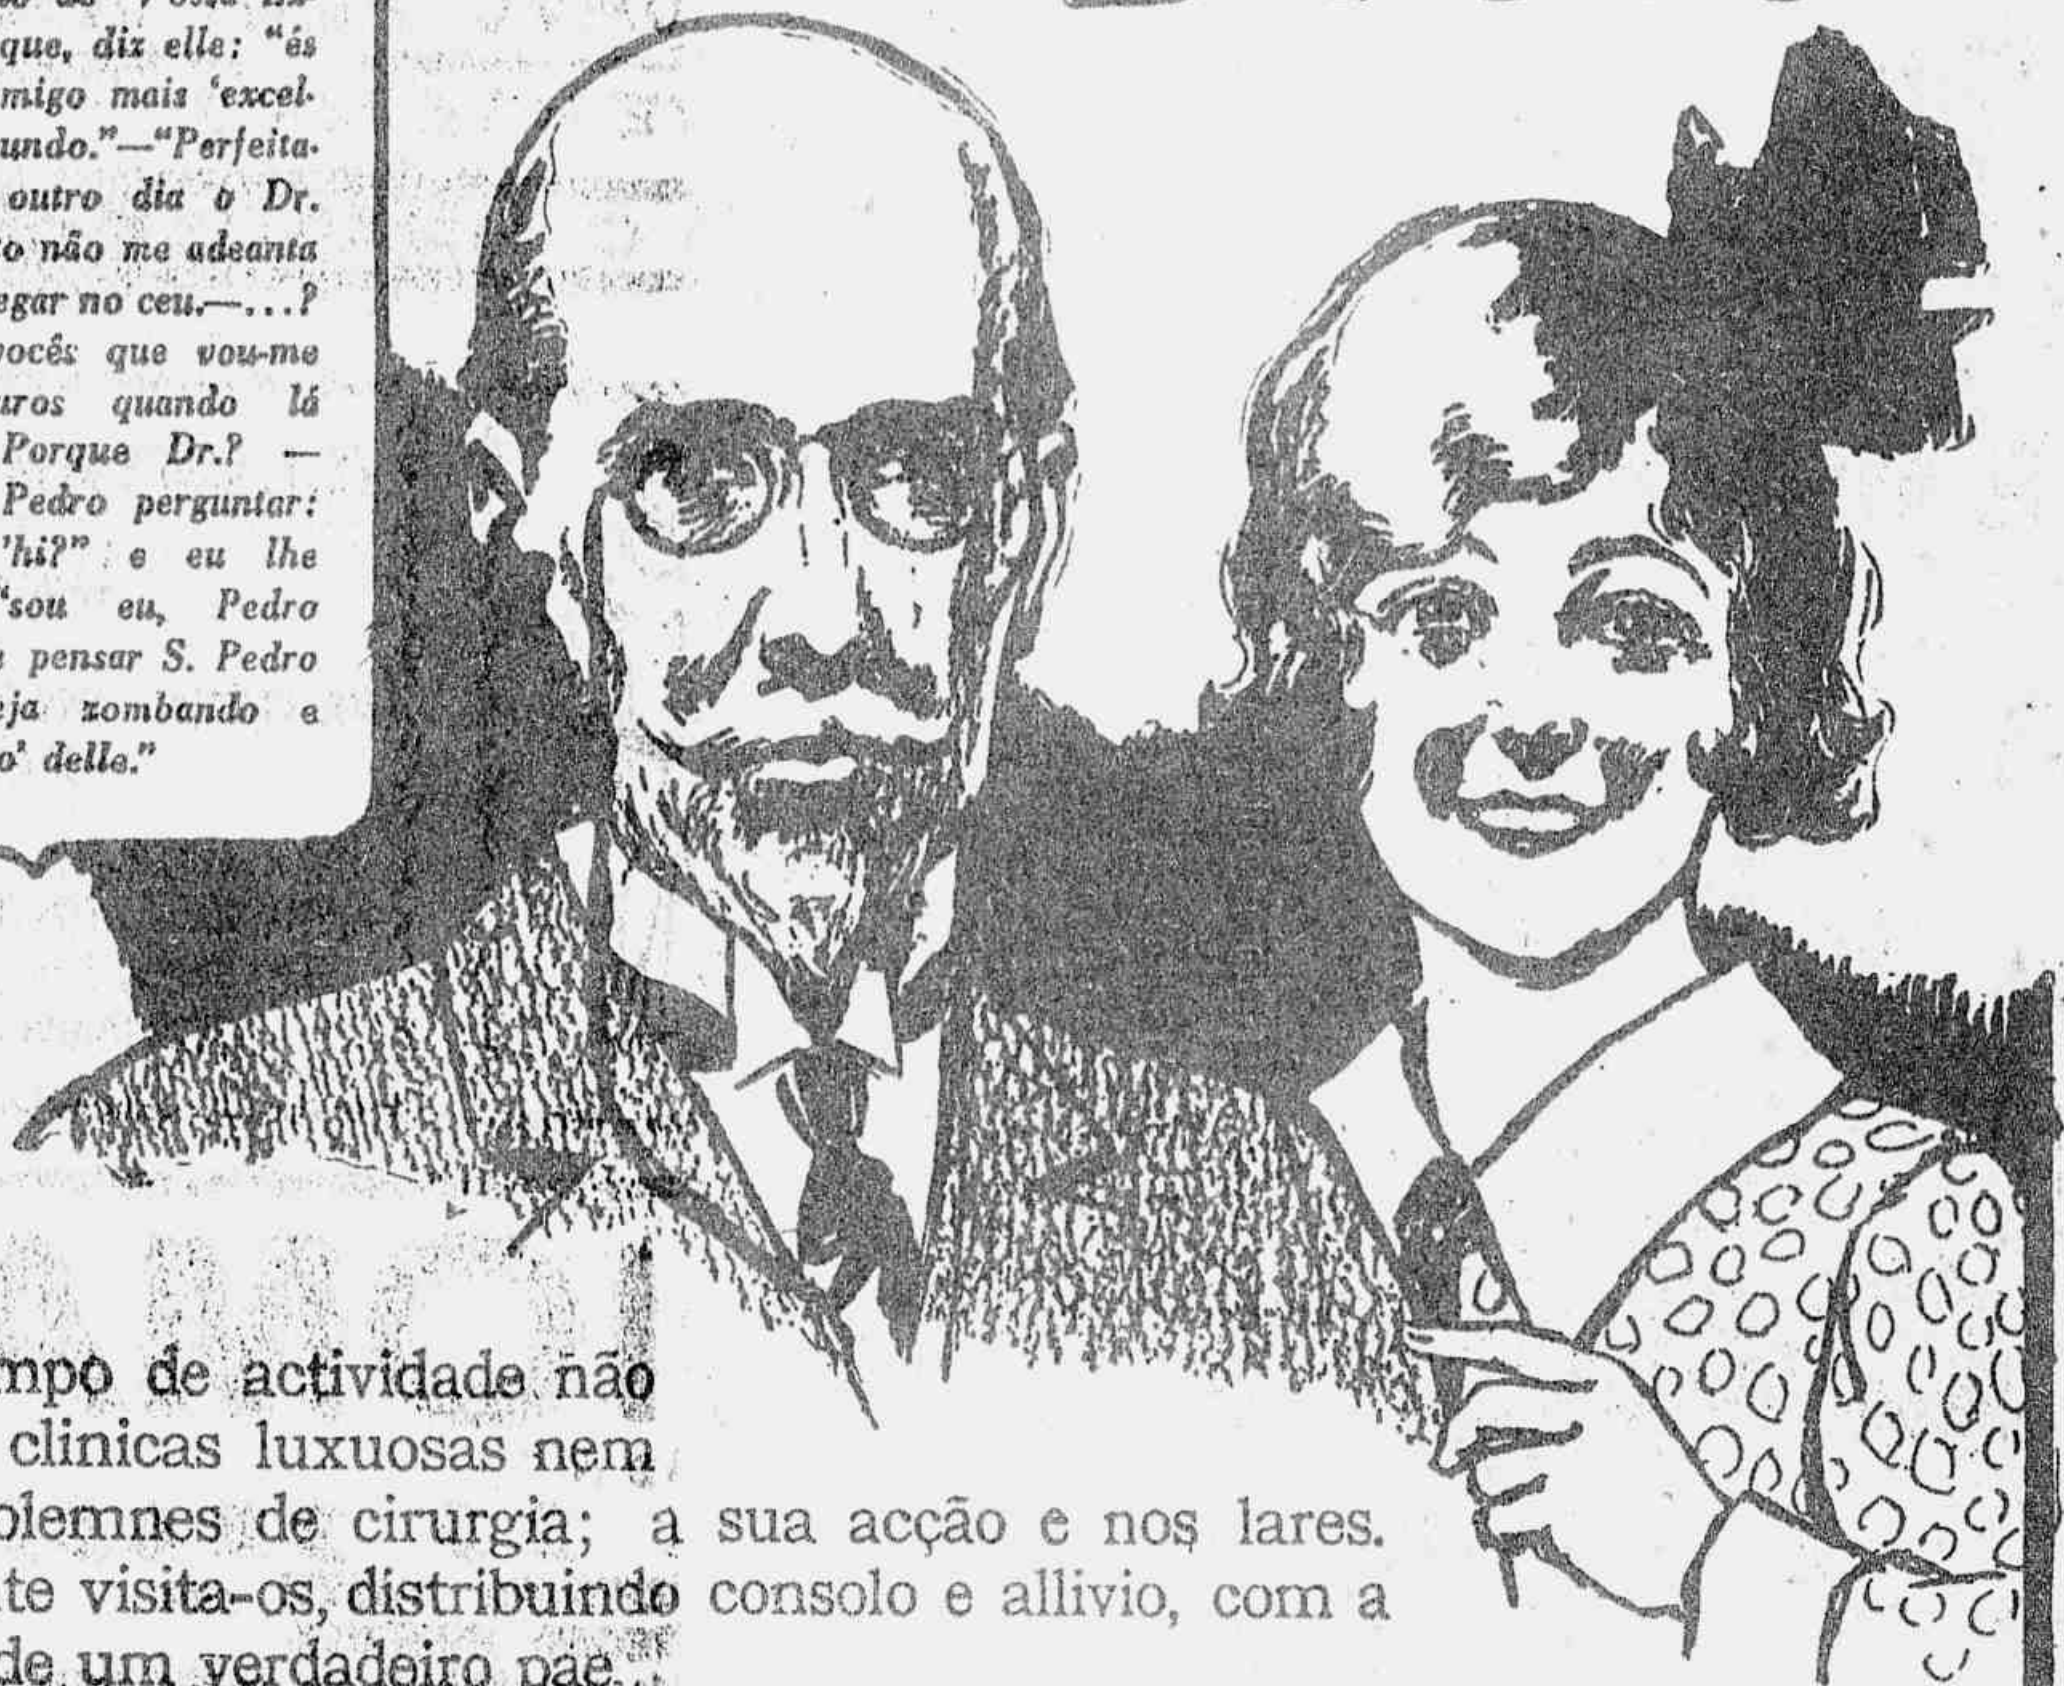 que, diz elle: "és
migo mais 'excel-
undo."—"Perfeita-
outro dia o Dr.
o não me adeanta
egar no ceu.—...?
vocês que vou-me
uros quando lá
Porque Dr.? —
Pedro perguntar:
'hi?" e eu lhe
"sou eu, Pedro
pensar S. Pedro
eja zombando e
o' delle."
mpo de actividade não
clinicas luxuosas nem
olemnes de cirurgia; a sua acção e nos lares.
te visita-os, distribuindo consolo e allivio, com a
de um verdadeiro pae.